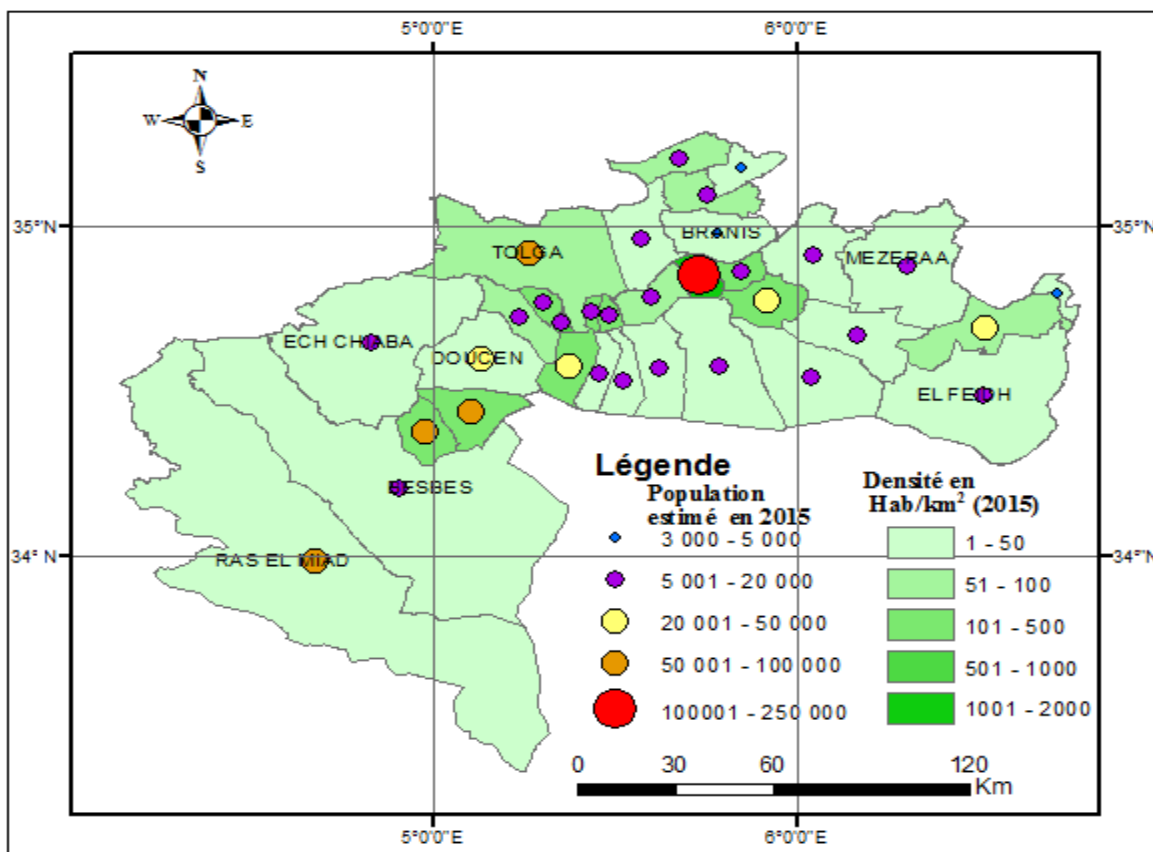 5°0'0"E 6°0'0"E
N
W E
S
35°N 35°N
BRANIS
TOLGA
MEZERAA
ECH CHAIBA
DOUCEN
EL FEIDH
BESBES
RAS EL MIAD
34°N 34°N
Légende
Population
estimé en 2015
3 000 - 5 000
5 001 - 20 000
20 001 - 50 000
50 001 - 100 000
100001 - 250 000
Densité en
Hab/km² (2015)
1 - 50
51 - 100
101 - 500
501 - 1000
1001 - 2000
0 30 60 120
Km
5°0'0"E 6°0'0"E